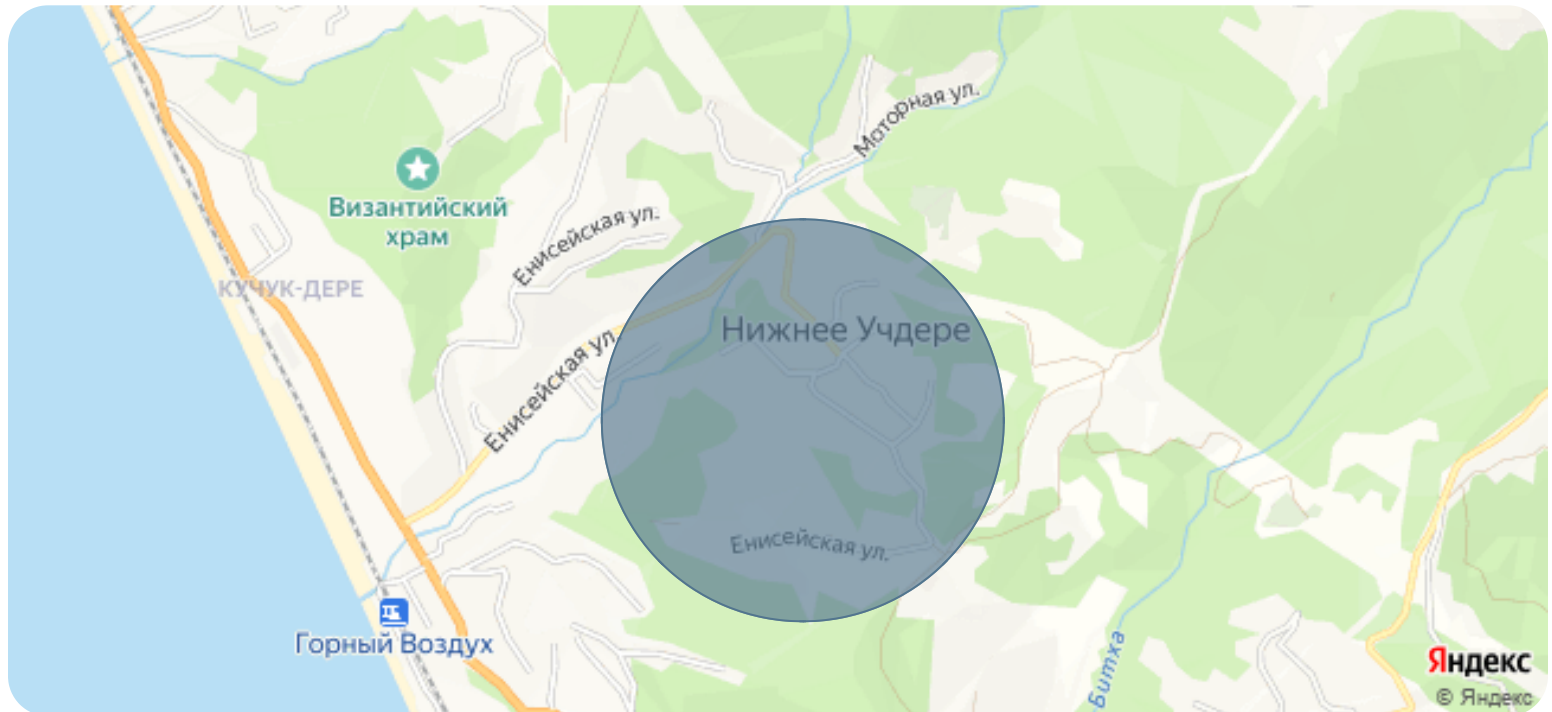 Моторная ул.
Византийский
храм
Енисейская ул.
КУЧУК-ДЕРЕ
Нижнее Учдере
Енисейская ул.
Енисейская ул.
Горный Воздух
Битха
Яндекс
© Яндекс